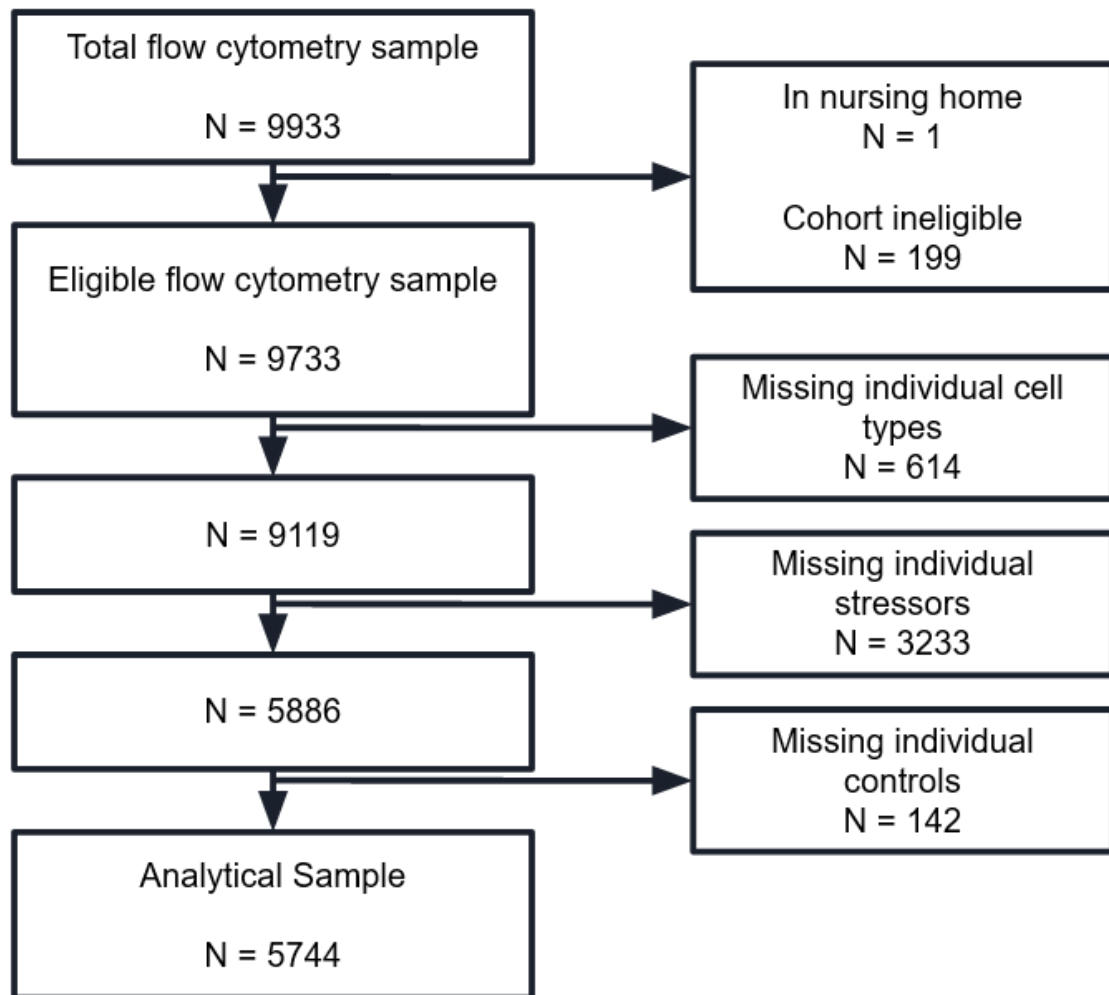 Total flow cytometry sample
N = 9933
In nursing home
N = 1
Cohort ineligible
N = 199
Eligible flow cytometry sample
N = 9733
Missing individual cell
types
N = 614
N = 9119
Missing individual
stressors
N = 3233
N = 5886
Missing individual
controls
N = 142
Analytical Sample
N = 5744